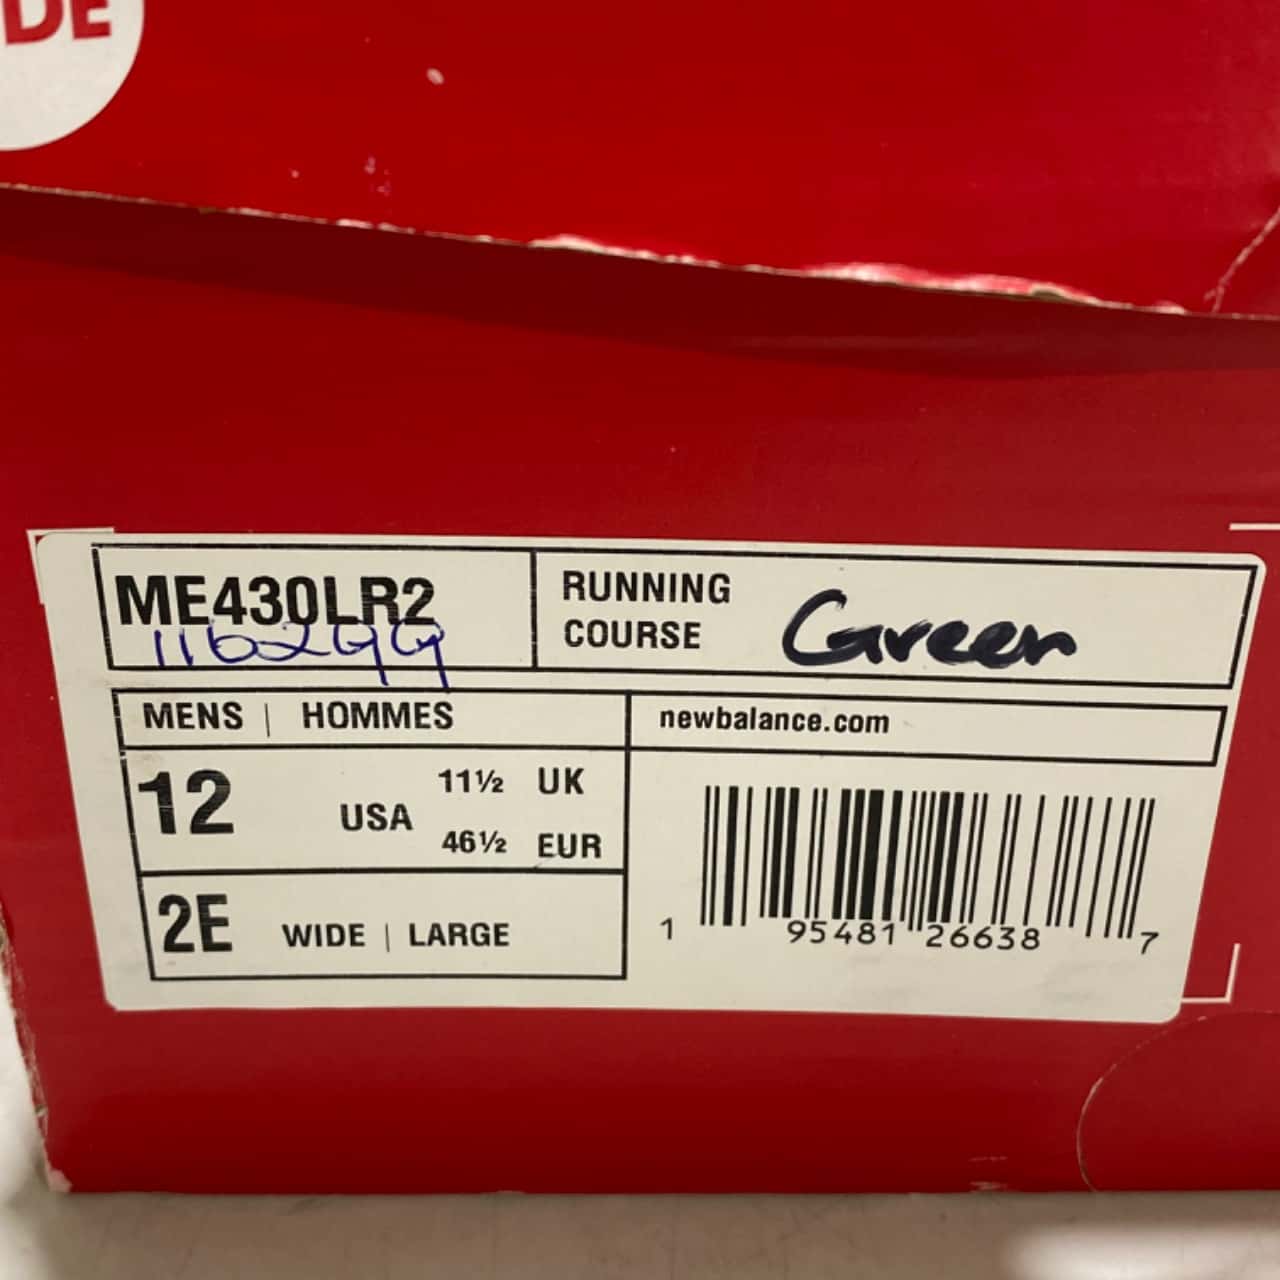 DE
ME430LR2
116299
RUNNING
COURSE
Green
MENS | HOMMES
newbalance.com
12 USA 11½ UK
46½ EUR
2E WIDE | LARGE
1 95481 26638 7